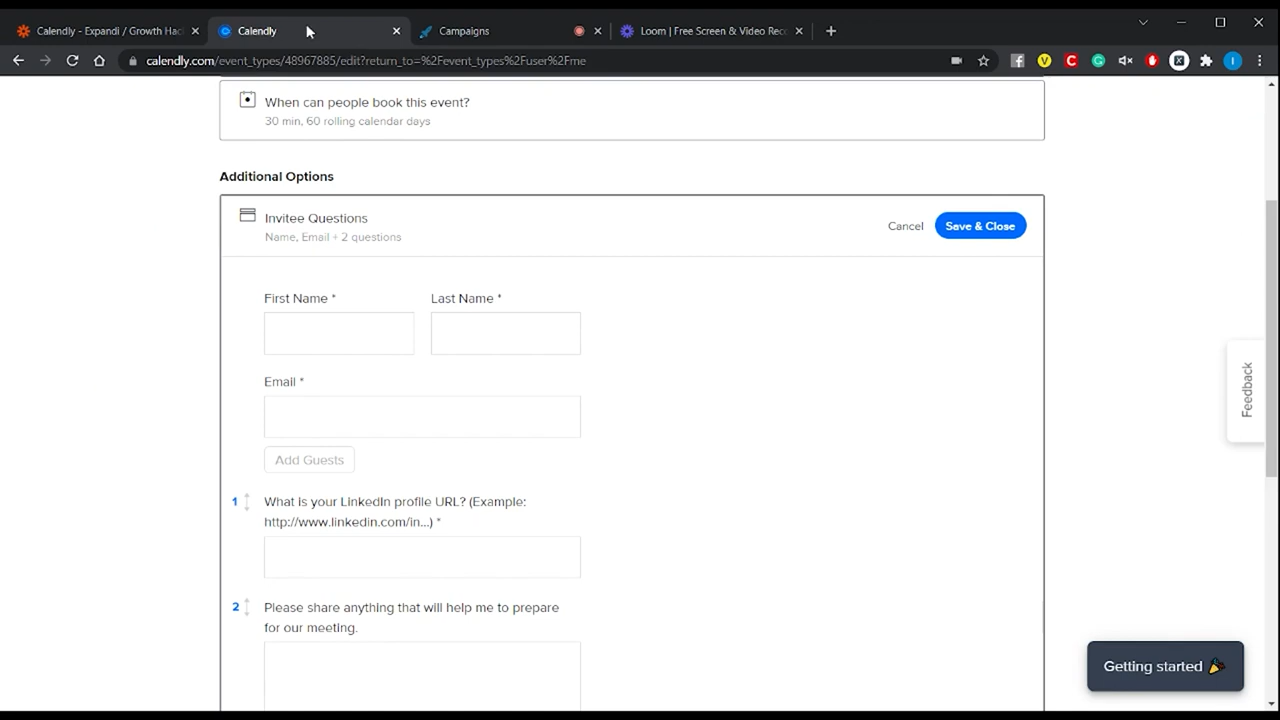 Calendly - Expandi / Growth Hac
Calendly
Campaigns
Loom | Free Screen & Video Rec
calendly.com/event_types/48967885/edit?return_to=%2Fevent_types%2Fuser%2Fme
When can people book this event?
30 min, 60 rolling calendar days
Additional Options
Invitee Questions
Name, Email + 2 questions
Cancel
Save & Close
First Name *
Last Name *
Email *
Add Guests
1
What is your LinkedIn profile URL? (Example:
http://www.linkedin.com/in...) *
2
Please share anything that will help me to prepare
for our meeting.
Feedback
Getting started